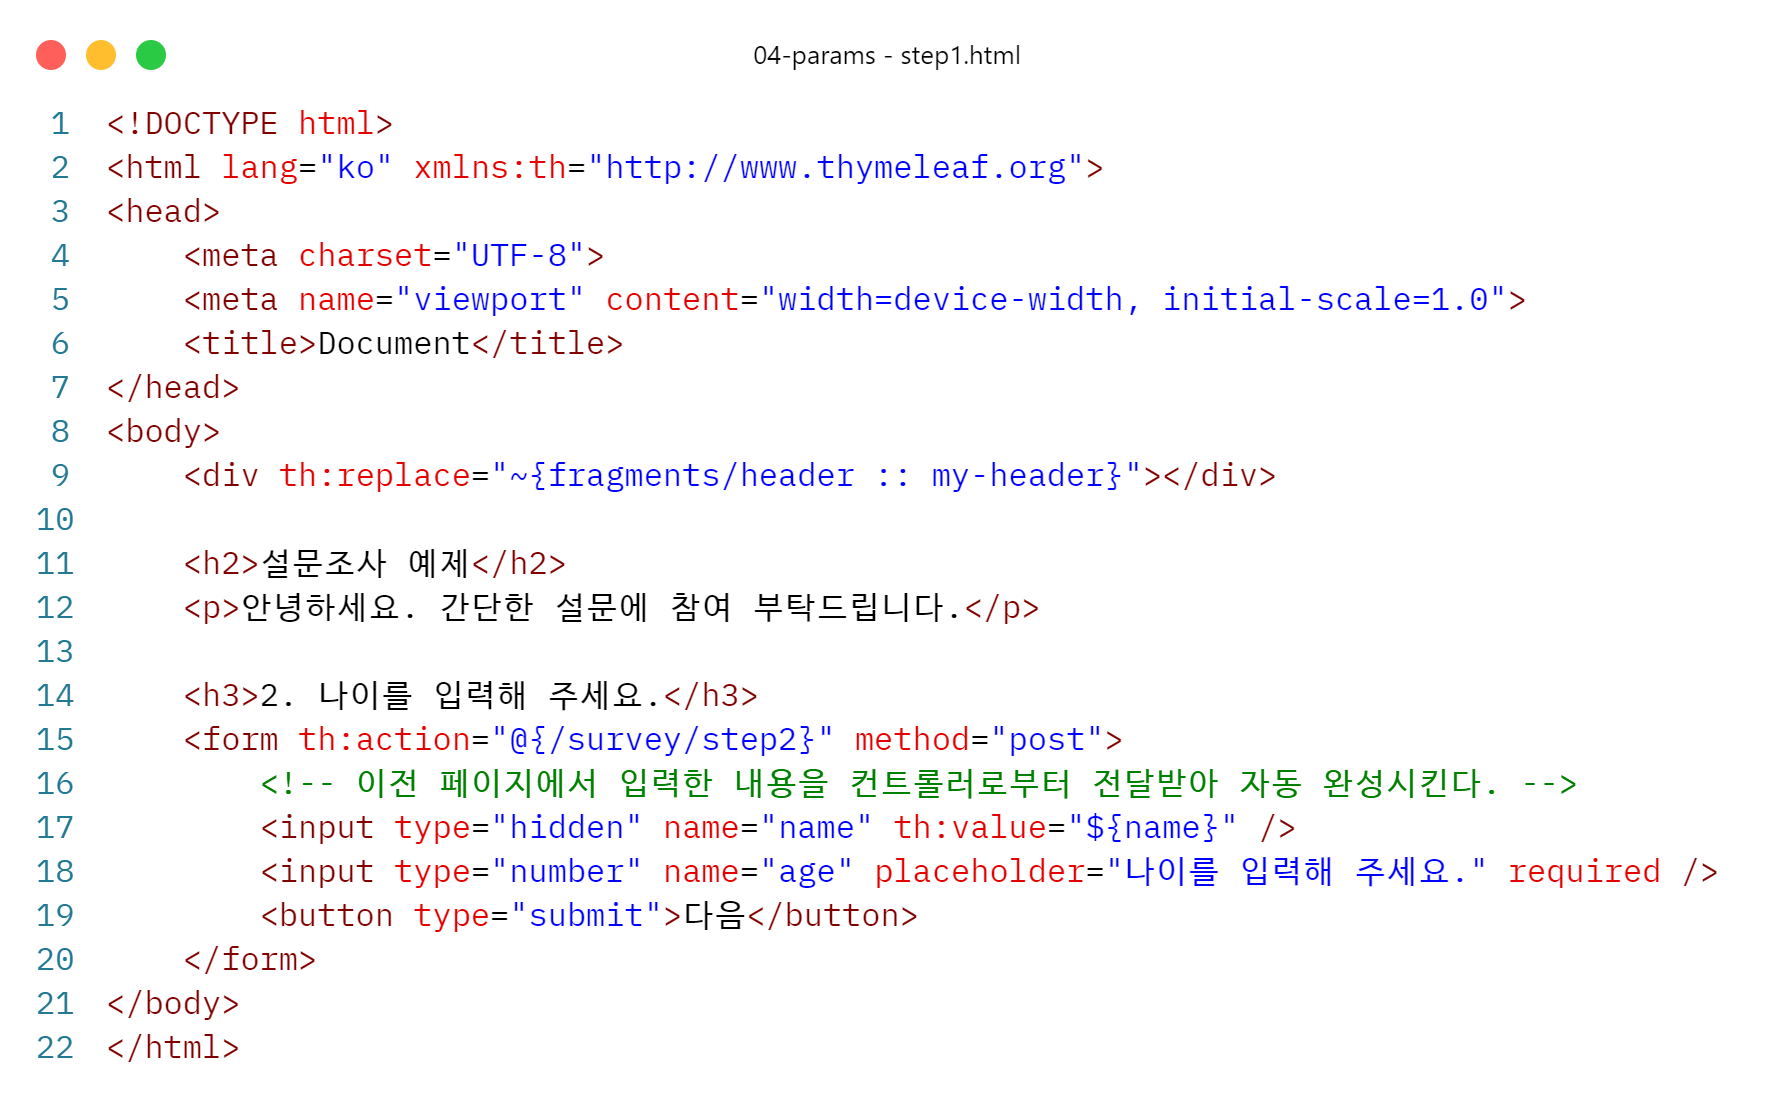 04-params - step1.html
1 <!DOCTYPE html>
2 <html lang="ko" xmlns:th="http://www.thymeleaf.org">
3 <head>
4     <meta charset="UTF-8">
5     <meta name="viewport" content="width=device-width, initial-scale=1.0">
6     <title>Document</title>
7 </head>
8 <body>
9     <div th:replace="~{fragments/header :: my-header}"></div>
10
11     <h2>설문조사 예제</h2>
12     <p>안녕하세요. 간단한 설문에 참여 부탁드립니다.</p>
13
14     <h3>2. 나이를 입력해 주세요.</h3>
15     <form th:action="@{/survey/step2}" method="post">
16         <!-- 이전 페이지에서 입력한 내용을 컨트롤러로부터 전달받아 자동 완성시킨다. -->
17         <input type="hidden" name="name" th:value="${name}" />
18         <input type="number" name="age" placeholder="나이를 입력해 주세요." required />
19         <button type="submit">다음</button>
20     </form>
21 </body>
22 </html>